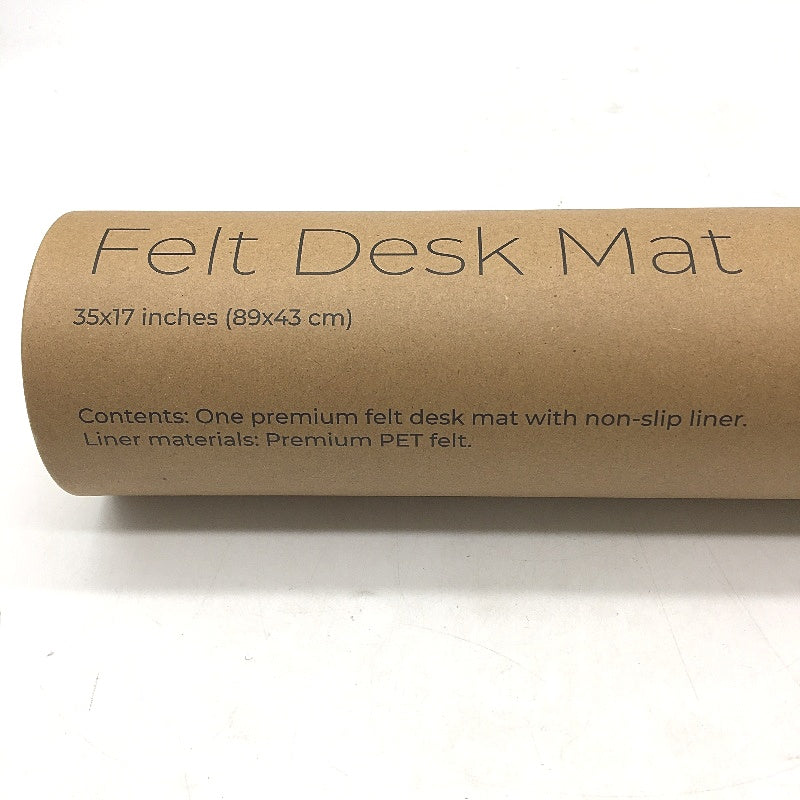 Felt Desk Mat
35x17 inches (89x43 cm)
Contents: One premium felt desk mat with non-slip liner.
Liner materials: Premium PET felt.